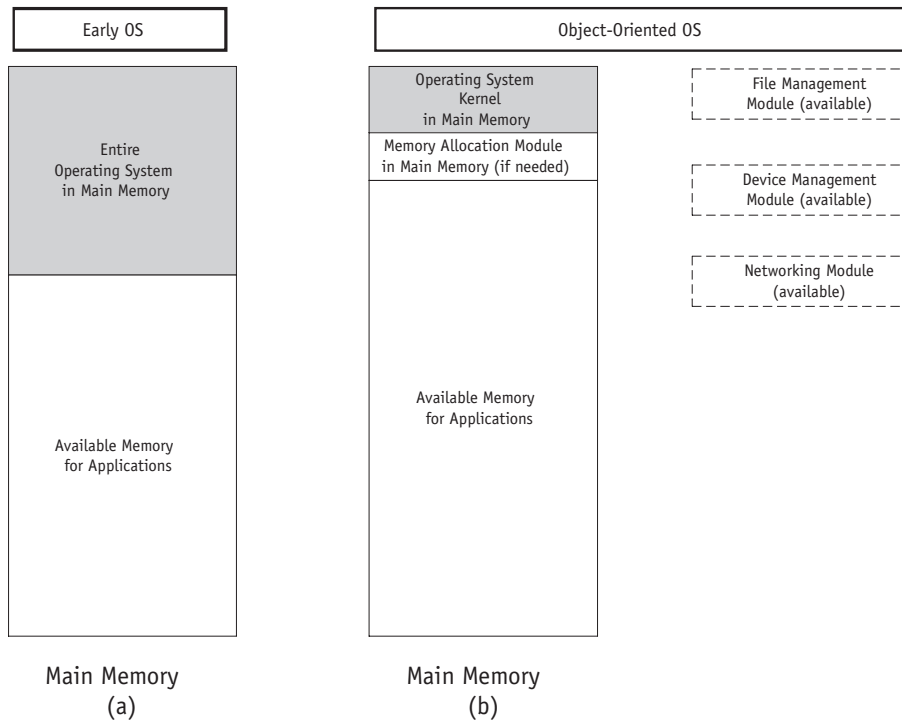 Early OS
Object-Oriented OS
Entire
Operating System
in Main Memory
Available Memory
for Applications
Main Memory
(a)
Operating System
Kernel
in Main Memory
Memory Allocation Module
in Main Memory (if needed)
Available Memory
for Applications
Main Memory
(b)
File Management
Module (available)
Device Management
Module (available)
Networking Module
(available)